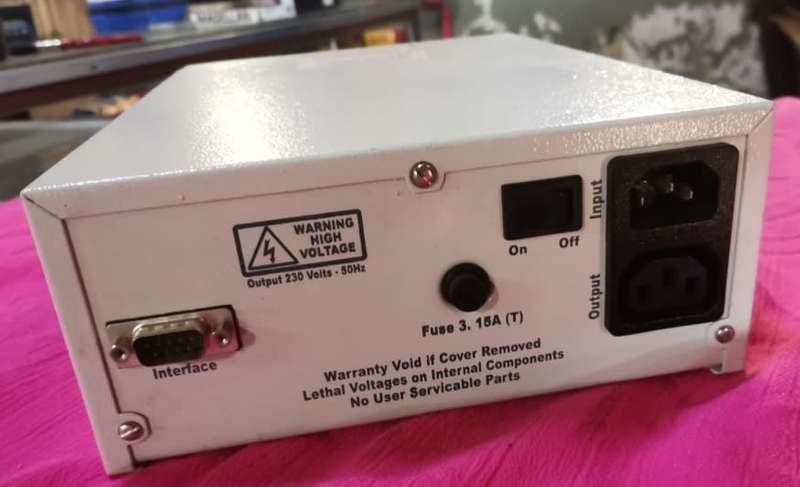 WARNING
HIGH
VOLTAGE
Output 230 Volts - 50Hz
On Off
Input
Output
Fuse 3. 15A (T)
Interface
Warranty Void if Cover Removed
Lethal Voltages on Internal Components
No User Servicable Parts